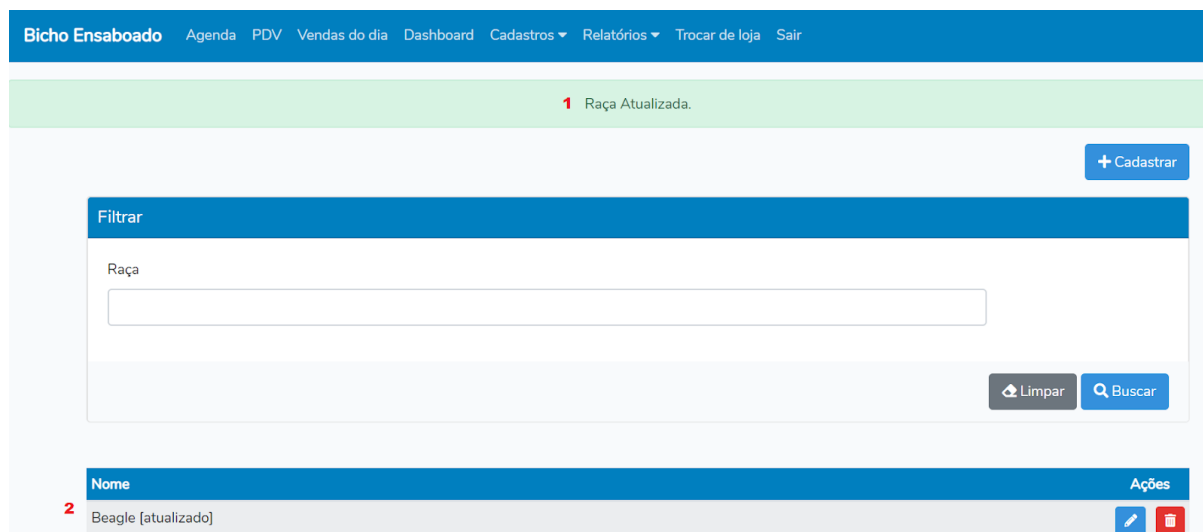 Bicho Ensaboado Agenda PDV Vendas do dia Dashboard Cadastros Relatórios Trocar de loja Sair
1 Raça Atualizada.
Cadastrar
Filtrar
Raça
Limpar Buscar
Nome Ações
2 Beagle [atualizado]